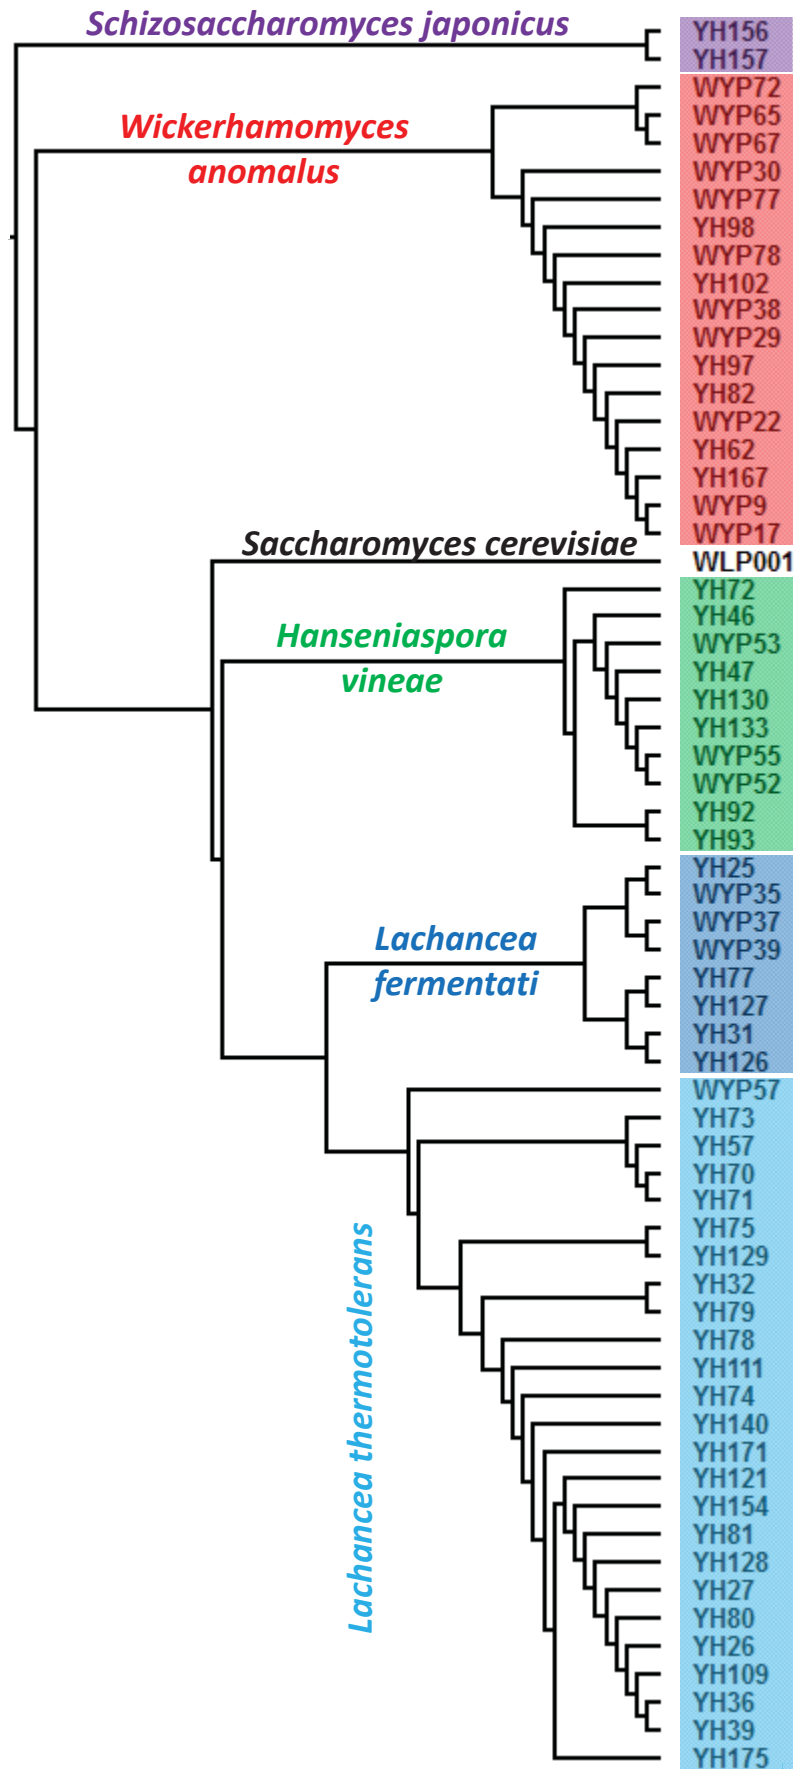 Schizosaccharomyces japonicus
YH156
YH157
WYP72
Wickerhamomyces
anomalus
WYP65
WYP67
WYP30
WYP77
YH98
WYP78
YH102
WYP38
WYP29
YH97
YH82
WYP22
YH62
YH167
WYP9
WYP17
Saccharomyces cerevisiae
WLP001
YH72
YH46
Hanseniaspora
vineae
WYP53
YH47
YH130
YH133
WYP55
WYP52
YH92
YH93
YH25
WYP35
Lachancea
fermentati
WYP37
WYP39
YH77
YH127
YH31
YH126
WYP57
YH73
YH57
YH70
YH71
Lachancea thermotolerans
YH75
YH129
YH32
YH79
YH78
YH111
YH74
YH140
YH171
YH121
YH154
YH81
YH128
YH27
YH80
YH26
YH109
YH36
YH39
YH175